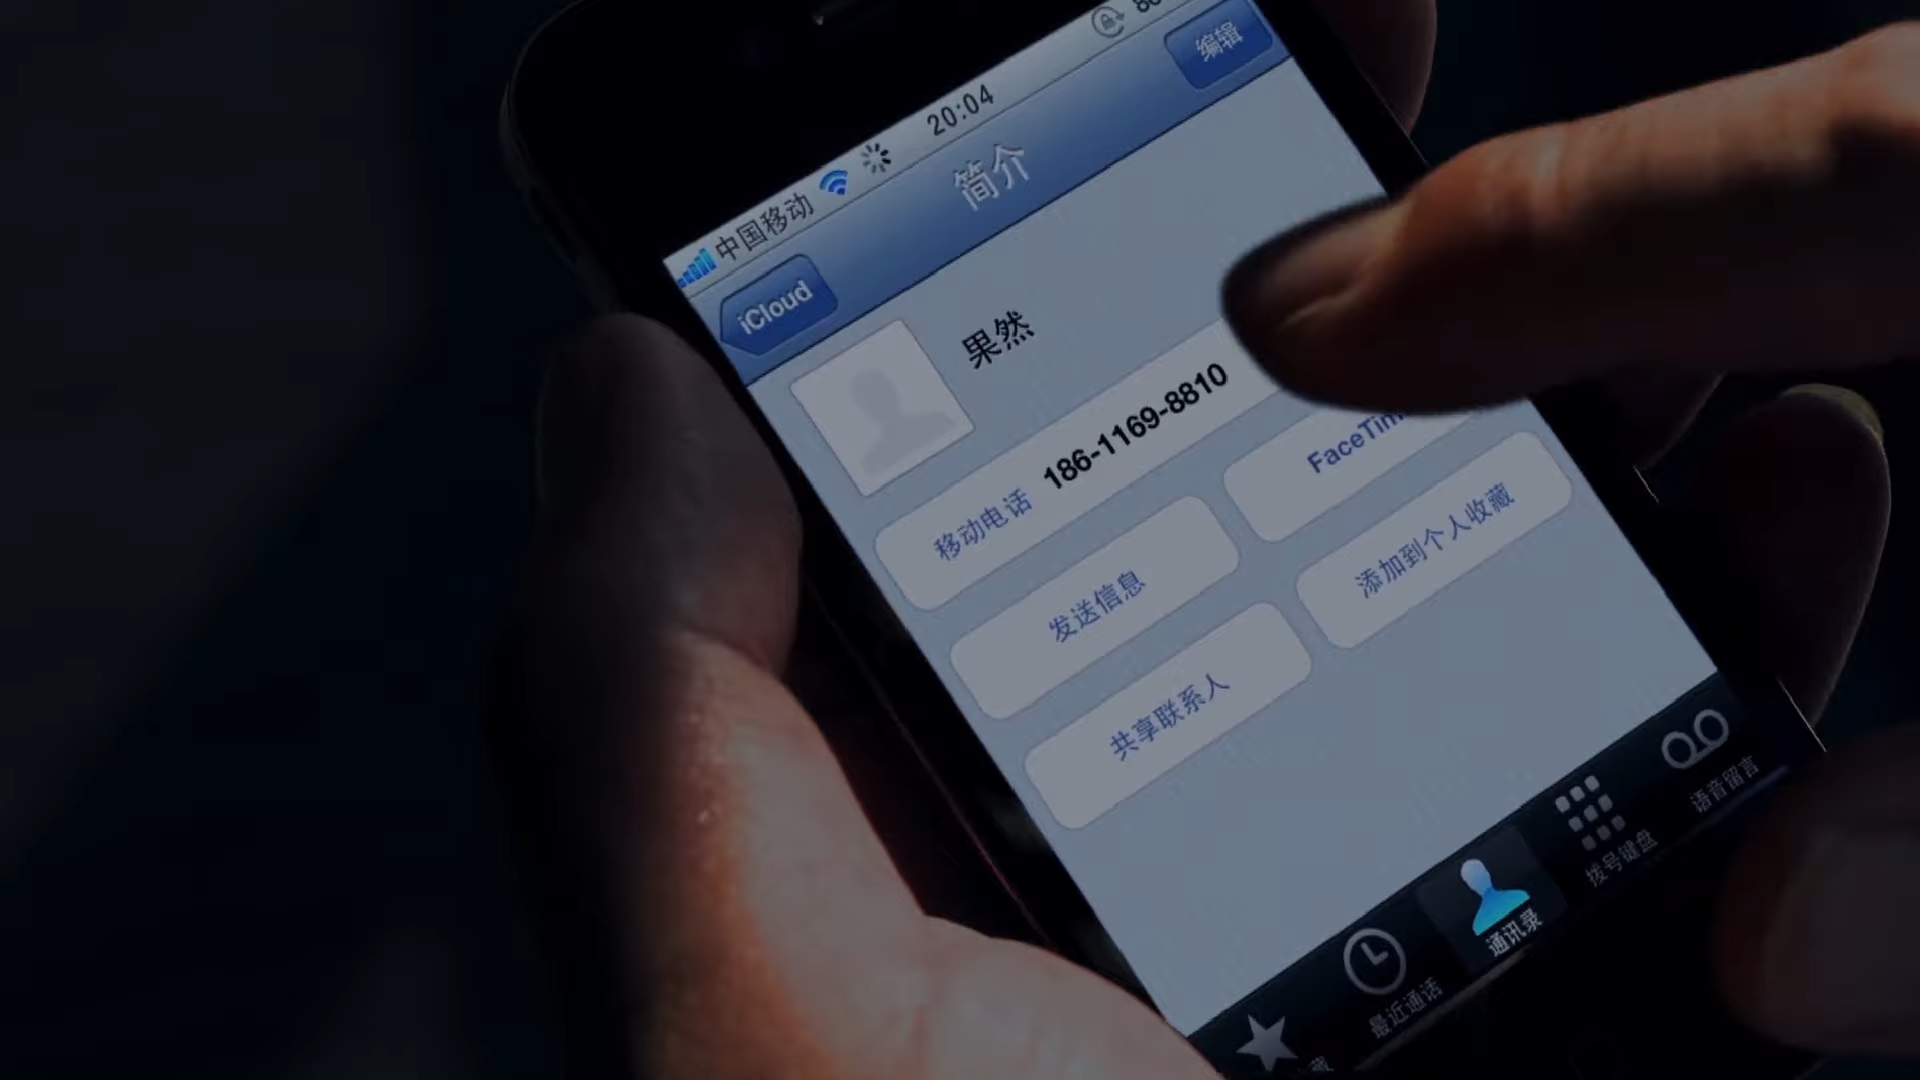 中国移动 20:04
iCloud 简介 编辑
果然
移动电话 186-1169-8810
发送信息
共享联系人 添加到个人收藏
最近通话 通讯录 拨号键盘 语音留言